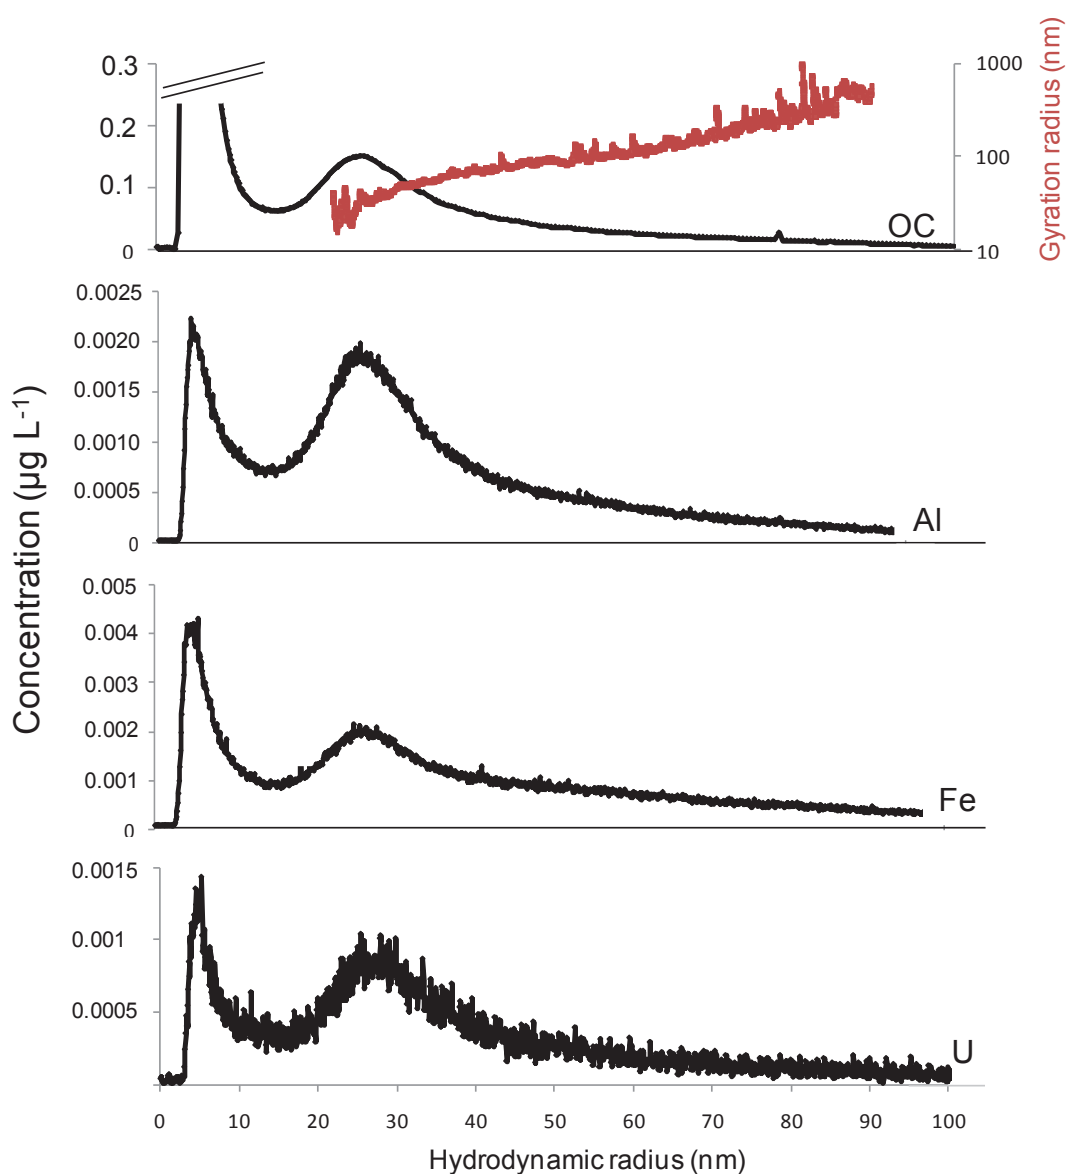 0.3
0.2
0.1
0
1000
100
10
Gyration radius (nm)
OC
Concentration (µg L-1)
0.0025
0.0020
0.0015
0.0010
0.0005
0
Al
0.005
0.004
0.003
0.002
0.001
0
Fe
0.0015
0.001
0.0005
U
0 10 20 30 40 50 60 70 80 90 100
Hydrodynamic radius (nm)